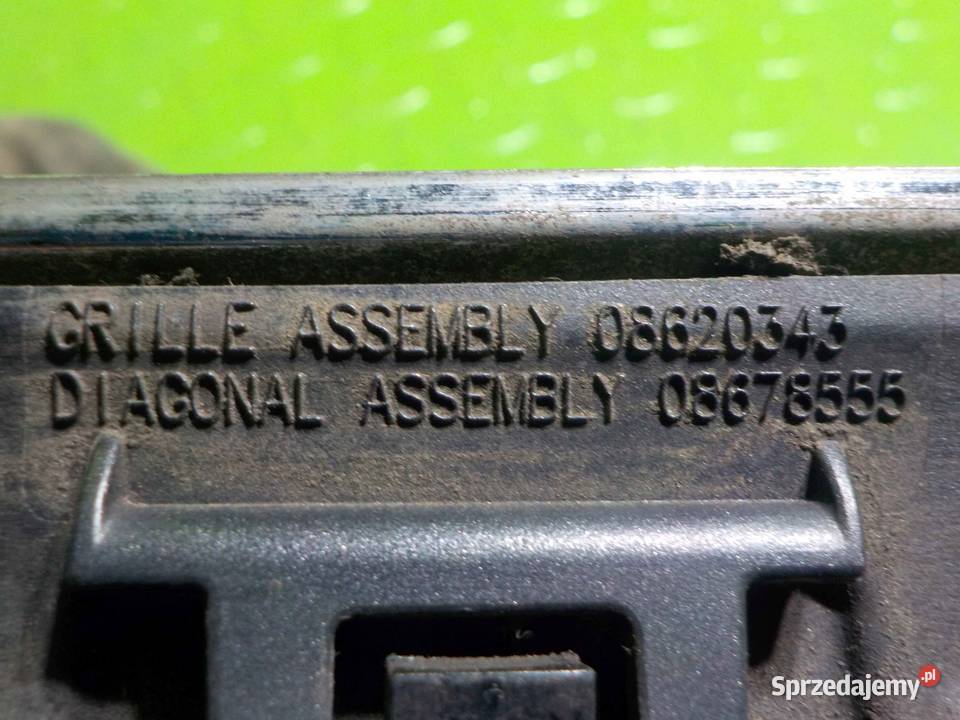 GRILLE ASSEMBLY 08620343
DIAGONAL ASSEMBLY 08678555
Sprzedajemy.pl